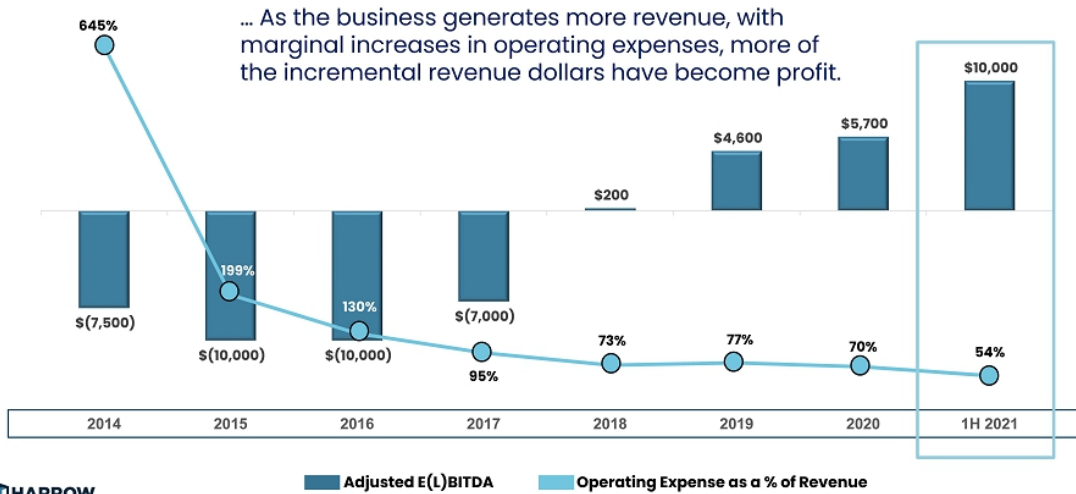 645%
… As the business generates more revenue, with
marginal increases in operating expenses, more of
the incremental revenue dollars have become profit.
$10,000
$5,700
$4,600
$200
199%
130%
$(7,500)
$(10,000)
$(10,000)
$(7,000)
95%
73%
77%
70%
54%
2014 2015 2016 2017 2018 2019 2020 1H 2021
HARROW
Adjusted E(L)BITDA
Operating Expense as a % of Revenue